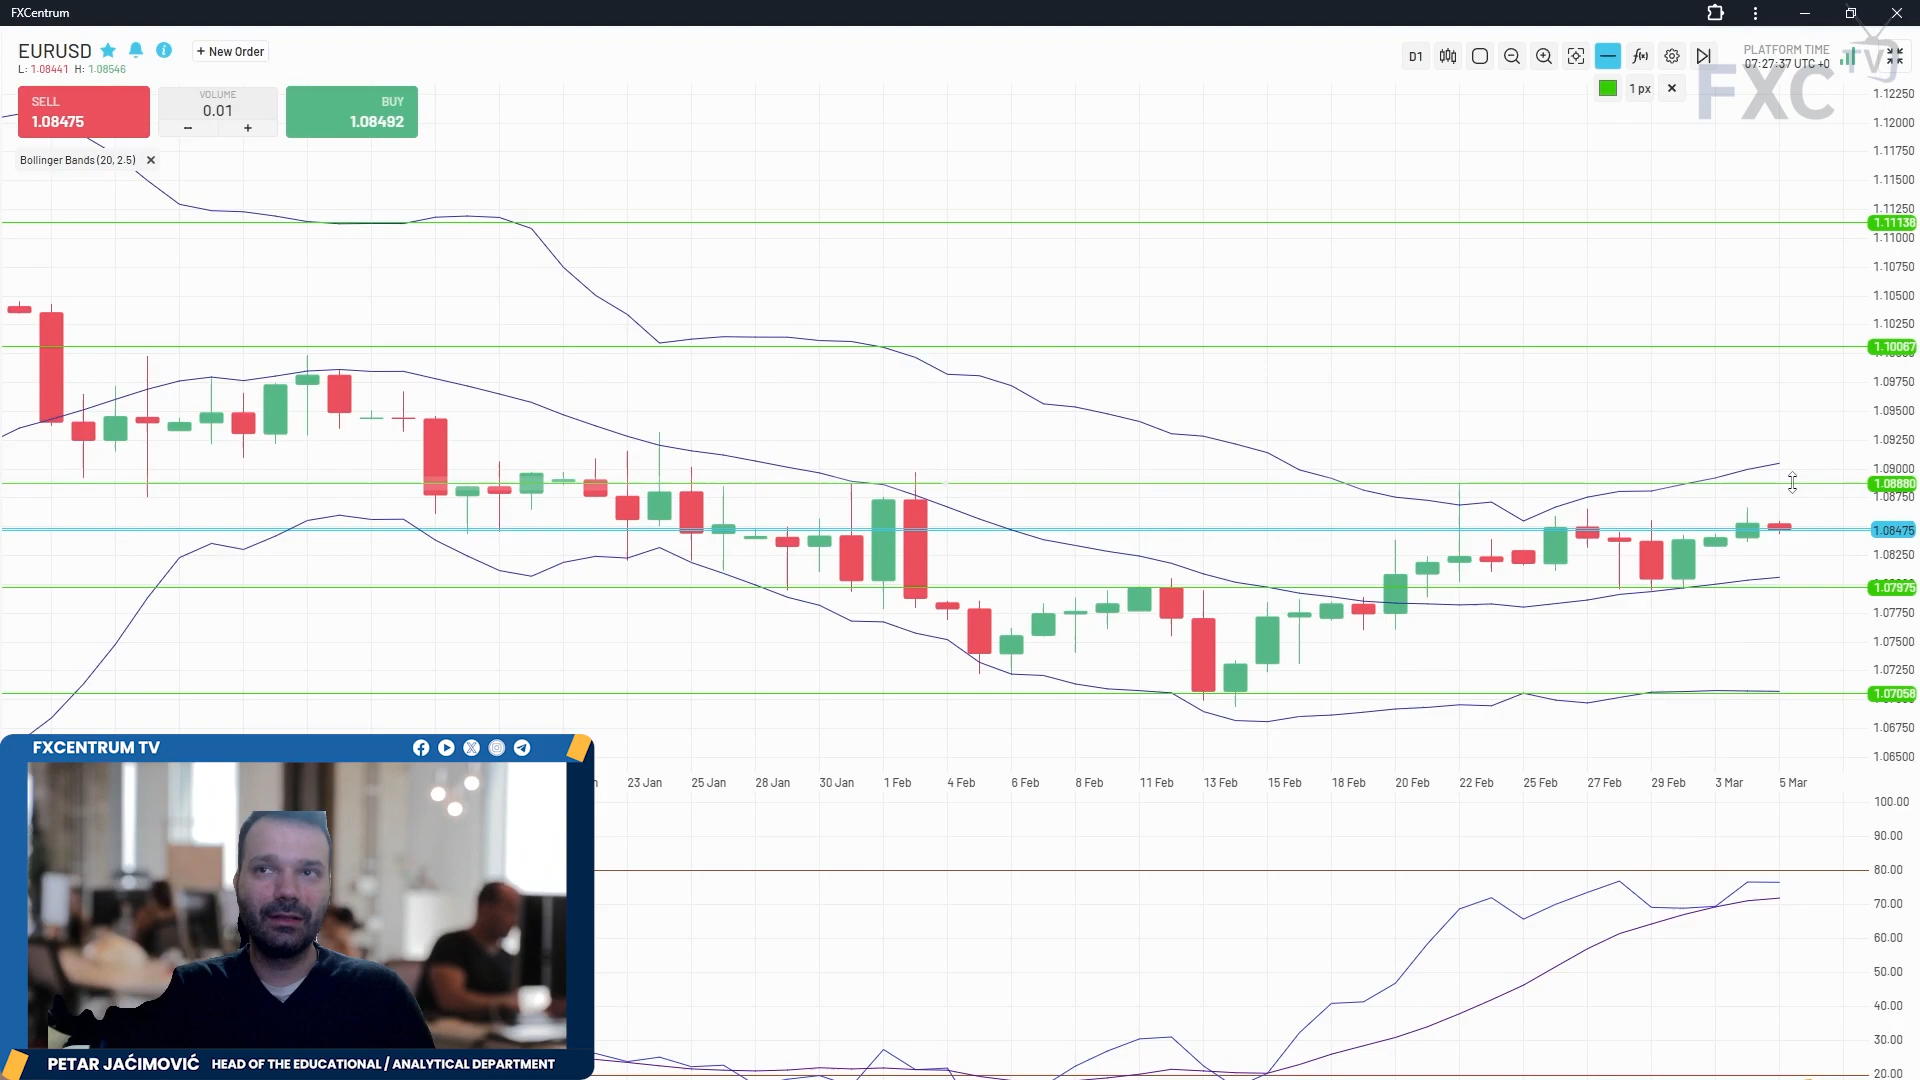 FXCentrum
EURUSD
+ New Order
L: 1.08441 H: 1.08546
SELL
1.08475
VOLUME
0.01
BUY
1.08492
Bollinger Bands (20, 2.5)
D1
PLATFORM TIME
07:27:37 UTC +0
1 px
FXC TV
1.12250
1.12000
1.11750
1.11500
1.11250
1.11138
1.11000
1.10750
1.10500
1.10250
1.10067
1.09750
1.09500
1.09250
1.09000
1.08880
1.08750
1.08475
1.08250
1.07975
1.07750
1.07500
1.07250
1.07058
1.06750
1.06500
23 Jan 25 Jan 28 Jan 30 Jan 1 Feb 4 Feb 6 Feb 8 Feb 11 Feb 13 Feb 15 Feb 18 Feb 20 Feb 22 Feb 25 Feb 27 Feb 29 Feb 3 Mar 5 Mar
100.00
90.00
80.00
70.00
60.00
50.00
40.00
30.00
20.00
FXCENTRUM TV
PETAR JAĆIMOVIĆ HEAD OF THE EDUCATIONAL / ANALYTICAL DEPARTMENT